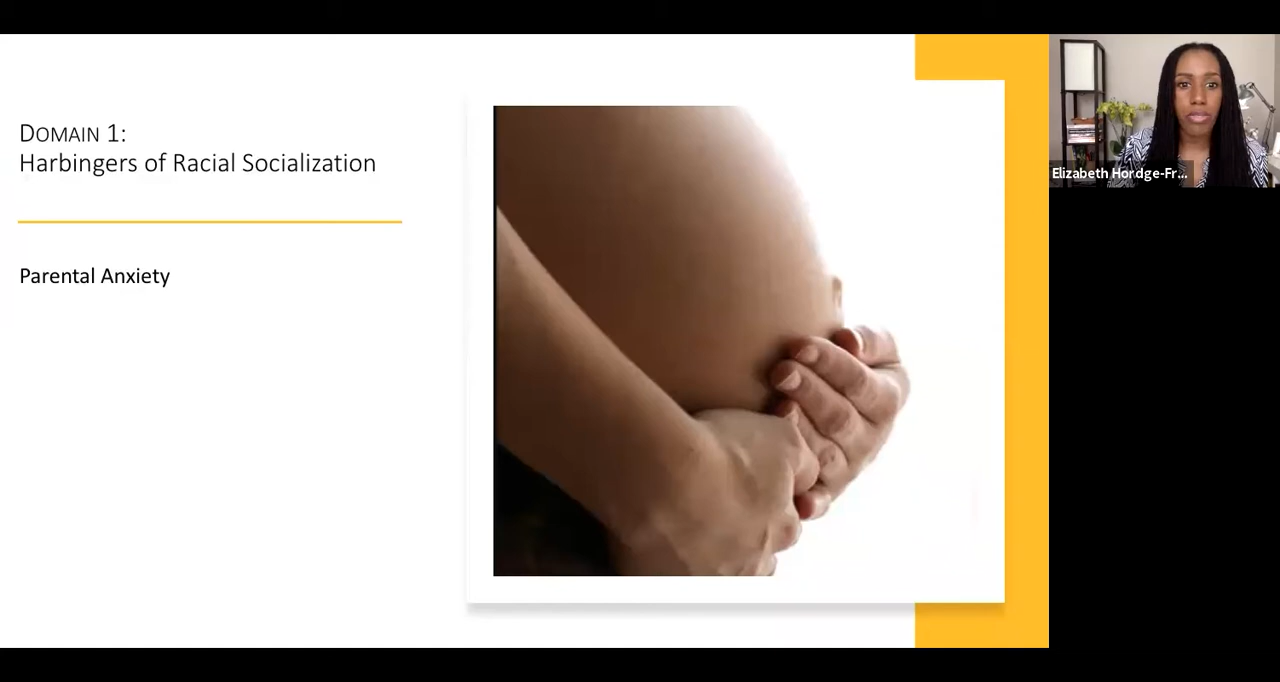 DOMAIN 1:
Harbingers of Racial Socialization
Parental Anxiety
Elizabeth Hordge-Fr...